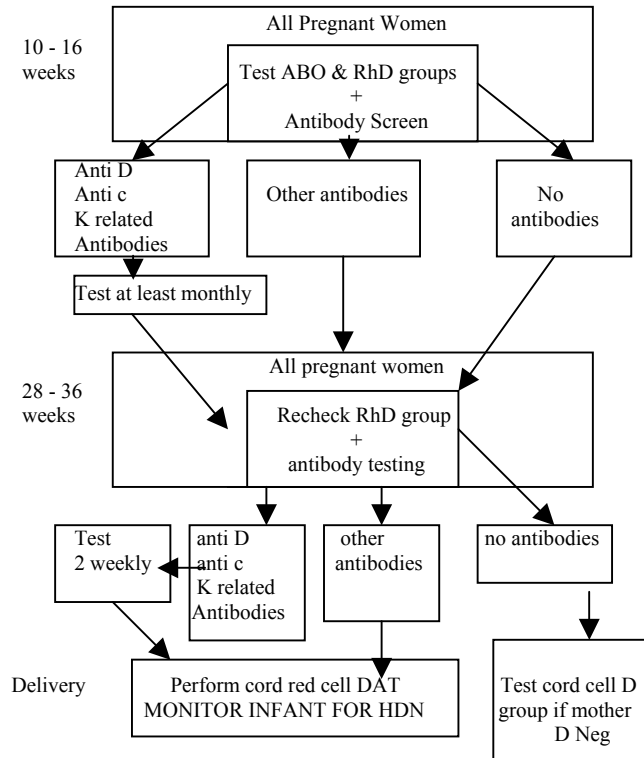 All Pregnant Women
10 - 16
weeks
Test ABO & RhD groups
+
Antibody Screen
Anti D
Anti c
K related
Antibodies
Other antibodies
No
antibodies
Test at least monthly
All pregnant women
28 - 36
weeks
Recheck RhD group
+
antibody testing
Test
2 weekly
anti D
anti c
K related
Antibodies
other
antibodies
no antibodies
Delivery
Perform cord red cell DAT
MONITOR INFANT FOR HDN
Test cord cell D
group if mother
D Neg